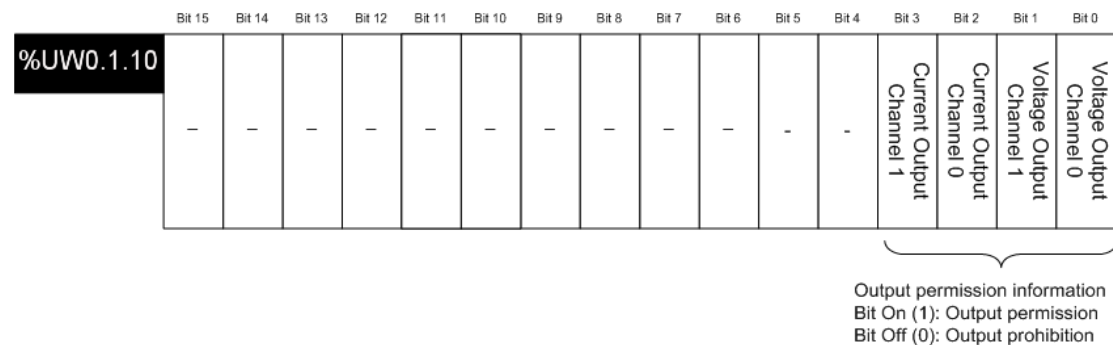 Bit 15 Bit 14 Bit 13 Bit 12 Bit 11 Bit 10 Bit 9 Bit 8 Bit 7 Bit 6 Bit 5 Bit 4 Bit 3 Bit 2 Bit 1 Bit 0
%UW0.1.10
– – – – – – – – – – - -
Current Output
Channel 1
Current Output
Channel 0
Voltage Output
Channel 1
Voltage Output
Channel 0
Output permission information
Bit On (1): Output permission
Bit Off (0): Output prohibition